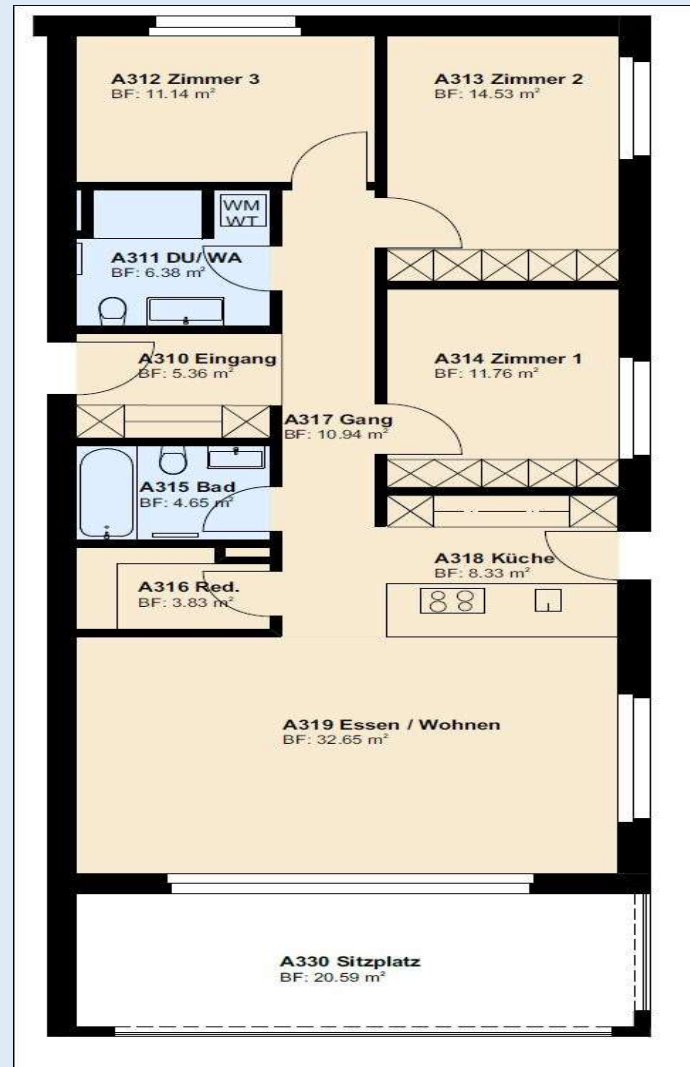 A312 Zimmer 3
BF: 11.14 m²
A313 Zimmer 2
BF: 14.53 m²
WM
WT
A311 DU/WA
BF: 6.38 m²
A310 Eingang
BF: 5.36 m²
A314 Zimmer 1
BF: 11.76 m²
A317 Gang
BF: 10.94 m²
A315 Bad
BF: 4.65 m²
A318 Küche
BF: 8.33 m²
A316 Red.
BF: 3.83 m²
A319 Essen / Wohnen
BF: 32.65 m²
A330 Sitzplatz
BF: 20.59 m²